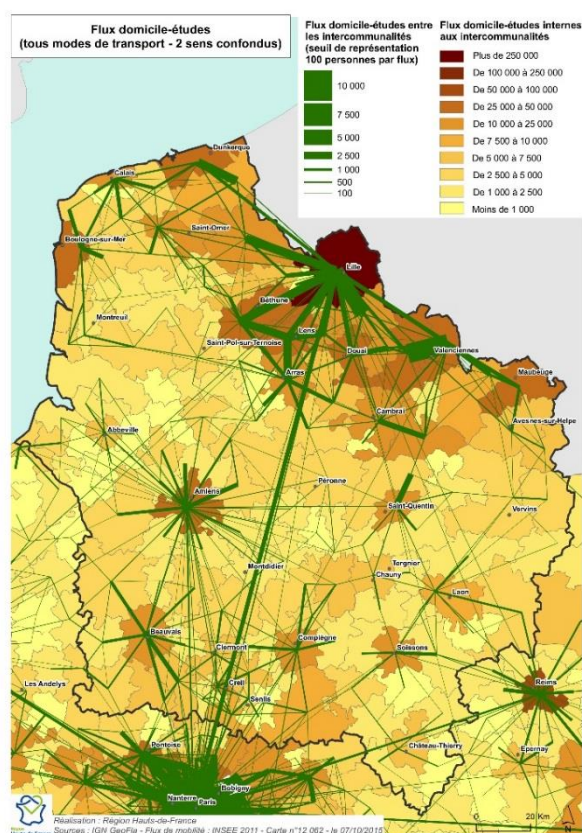 Flux domicile-études
(tous modes de transport - 2 sens confondus)
Flux domicile-études entre
les intercommunalités
(seuil de représentation
100 personnes par flux)
10 000
7 500
5 000
2 500
1 000
500
100
Flux domicile-études internes
aux intercommunalités
Plus de 250 000
De 100 000 à 250 000
De 50 000 à 100 000
De 25 000 à 50 000
De 10 000 à 25 000
De 7 500 à 10 000
De 5 000 à 7 500
De 2 500 à 5 000
De 1 000 à 2 500
Moins de 1 000
Dunkerque
Calais
Saint-Omer
Boulogne-sur-Mer
Lille
Béthune
Montreuil
Lens
Saint-Pol-sur-Ternoise
Douai
Valenciennes
Arras
Maubeuge
Cambrai
Avesnes-sur-Helpe
Abbeville
Péronne
Amiens
Saint-Quentin
Vervins
Montdidier
Tergnier
Chauny
Laon
Beauvais
Clermont
Compiègne
Soissons
Creil
Senlis
Les Andelys
Reims
Pontoise
Château-Thierry
Epernay
Bobigny
Nanterre
Paris
0 20 Km
Réalisation : Région Hauts-de-France
Sources : IGN GeoFla - Flux de mobilité : INSEE 2011 - Carte n°12 062 - le 07/10/2015